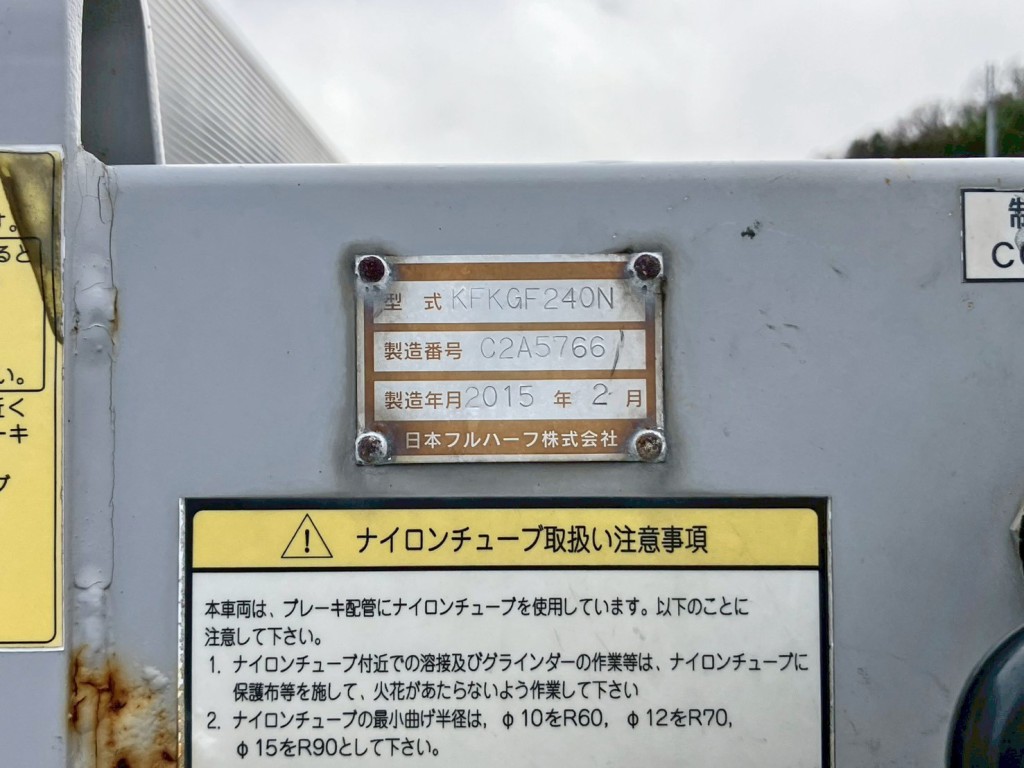 す。
ると
い。
近く
ーキ
型 式 KFKGF240N
製造番号 C2A5766
製造年月 2015 年 2 月
日本フルハーフ株式会社
制
ナイロンチューブ取扱い注意事項
本車両は、ブレーキ配管にナイロンチューブを使用しています。以下のことに
注意して下さい。
1. ナイロンチューブ付近での溶接及びグラインダーの作業等は、ナイロンチューブに
保護布等を施して、火花があたらないよう作業して下さい
2. ナイロンチューブの最小曲げ半径は, φ10をR60, φ12をR70,
φ15をR90として下さい。